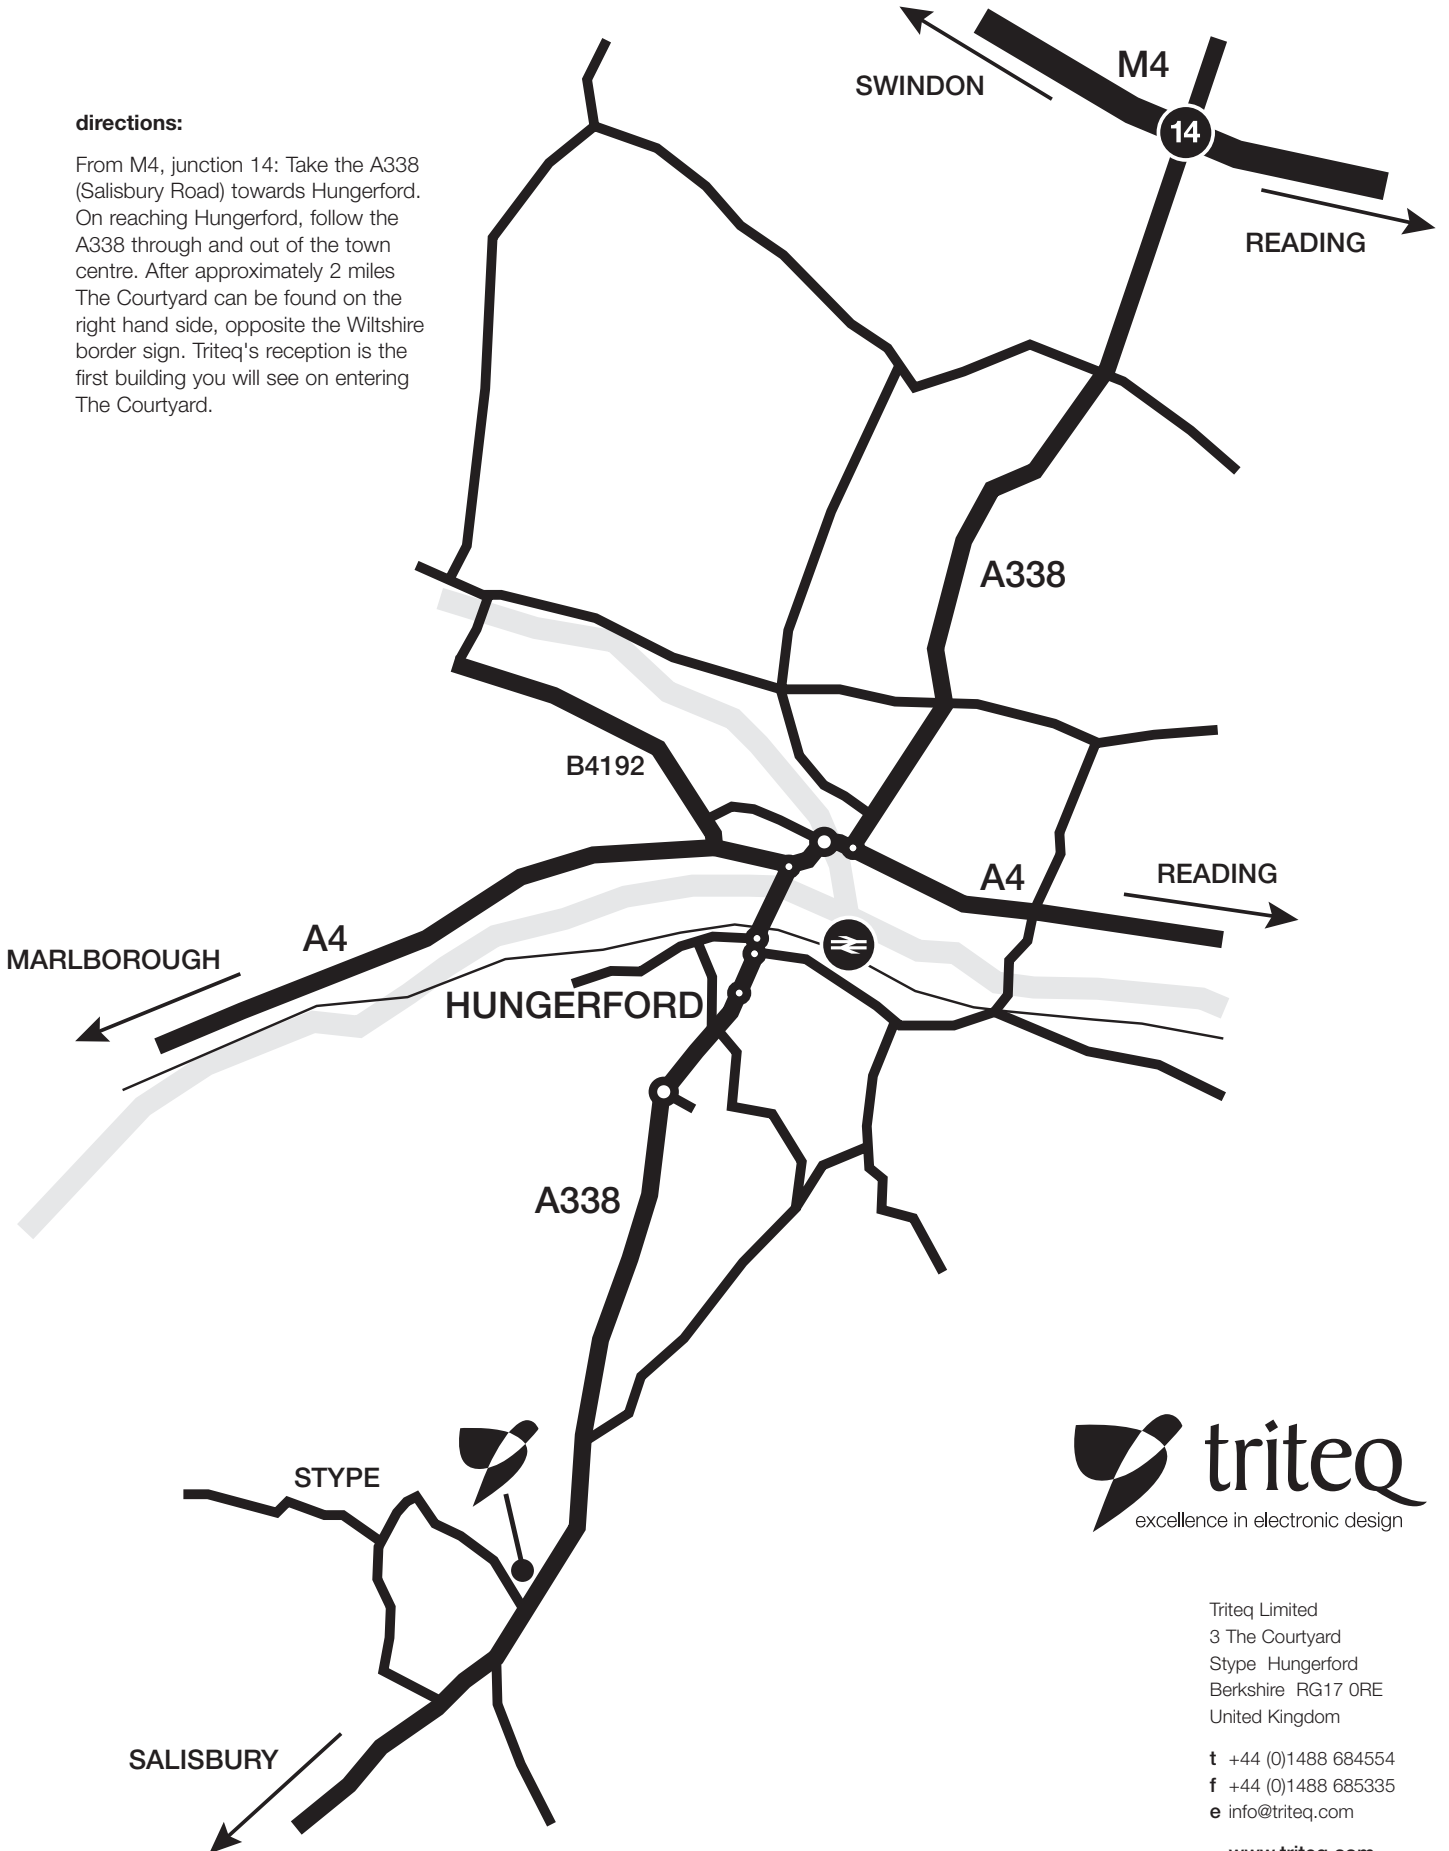 directions:
From M4, junction 14: Take the A338
(Salisbury Road) towards Hungerford.
On reaching Hungerford, follow the
A338 through and out of the town
centre. After approximately 2 miles
The Courtyard can be found on the
right hand side, opposite the Wiltshire
border sign. Triteq's reception is the
first building you will see on entering
The Courtyard.
M4
SWINDON
14
READING
A338
B4192
A4
READING
A4
MARLBOROUGH
HUNGERFORD
A338
STYPE
SALISBURY
triteq
excellence in electronic design
Triteq Limited
3 The Courtyard
Stype Hungerford
Berkshire RG17 0RE
United Kingdom
t +44 (0)1488 684554
f +44 (0)1488 685335
e info@triteq.com
www.triteq.com